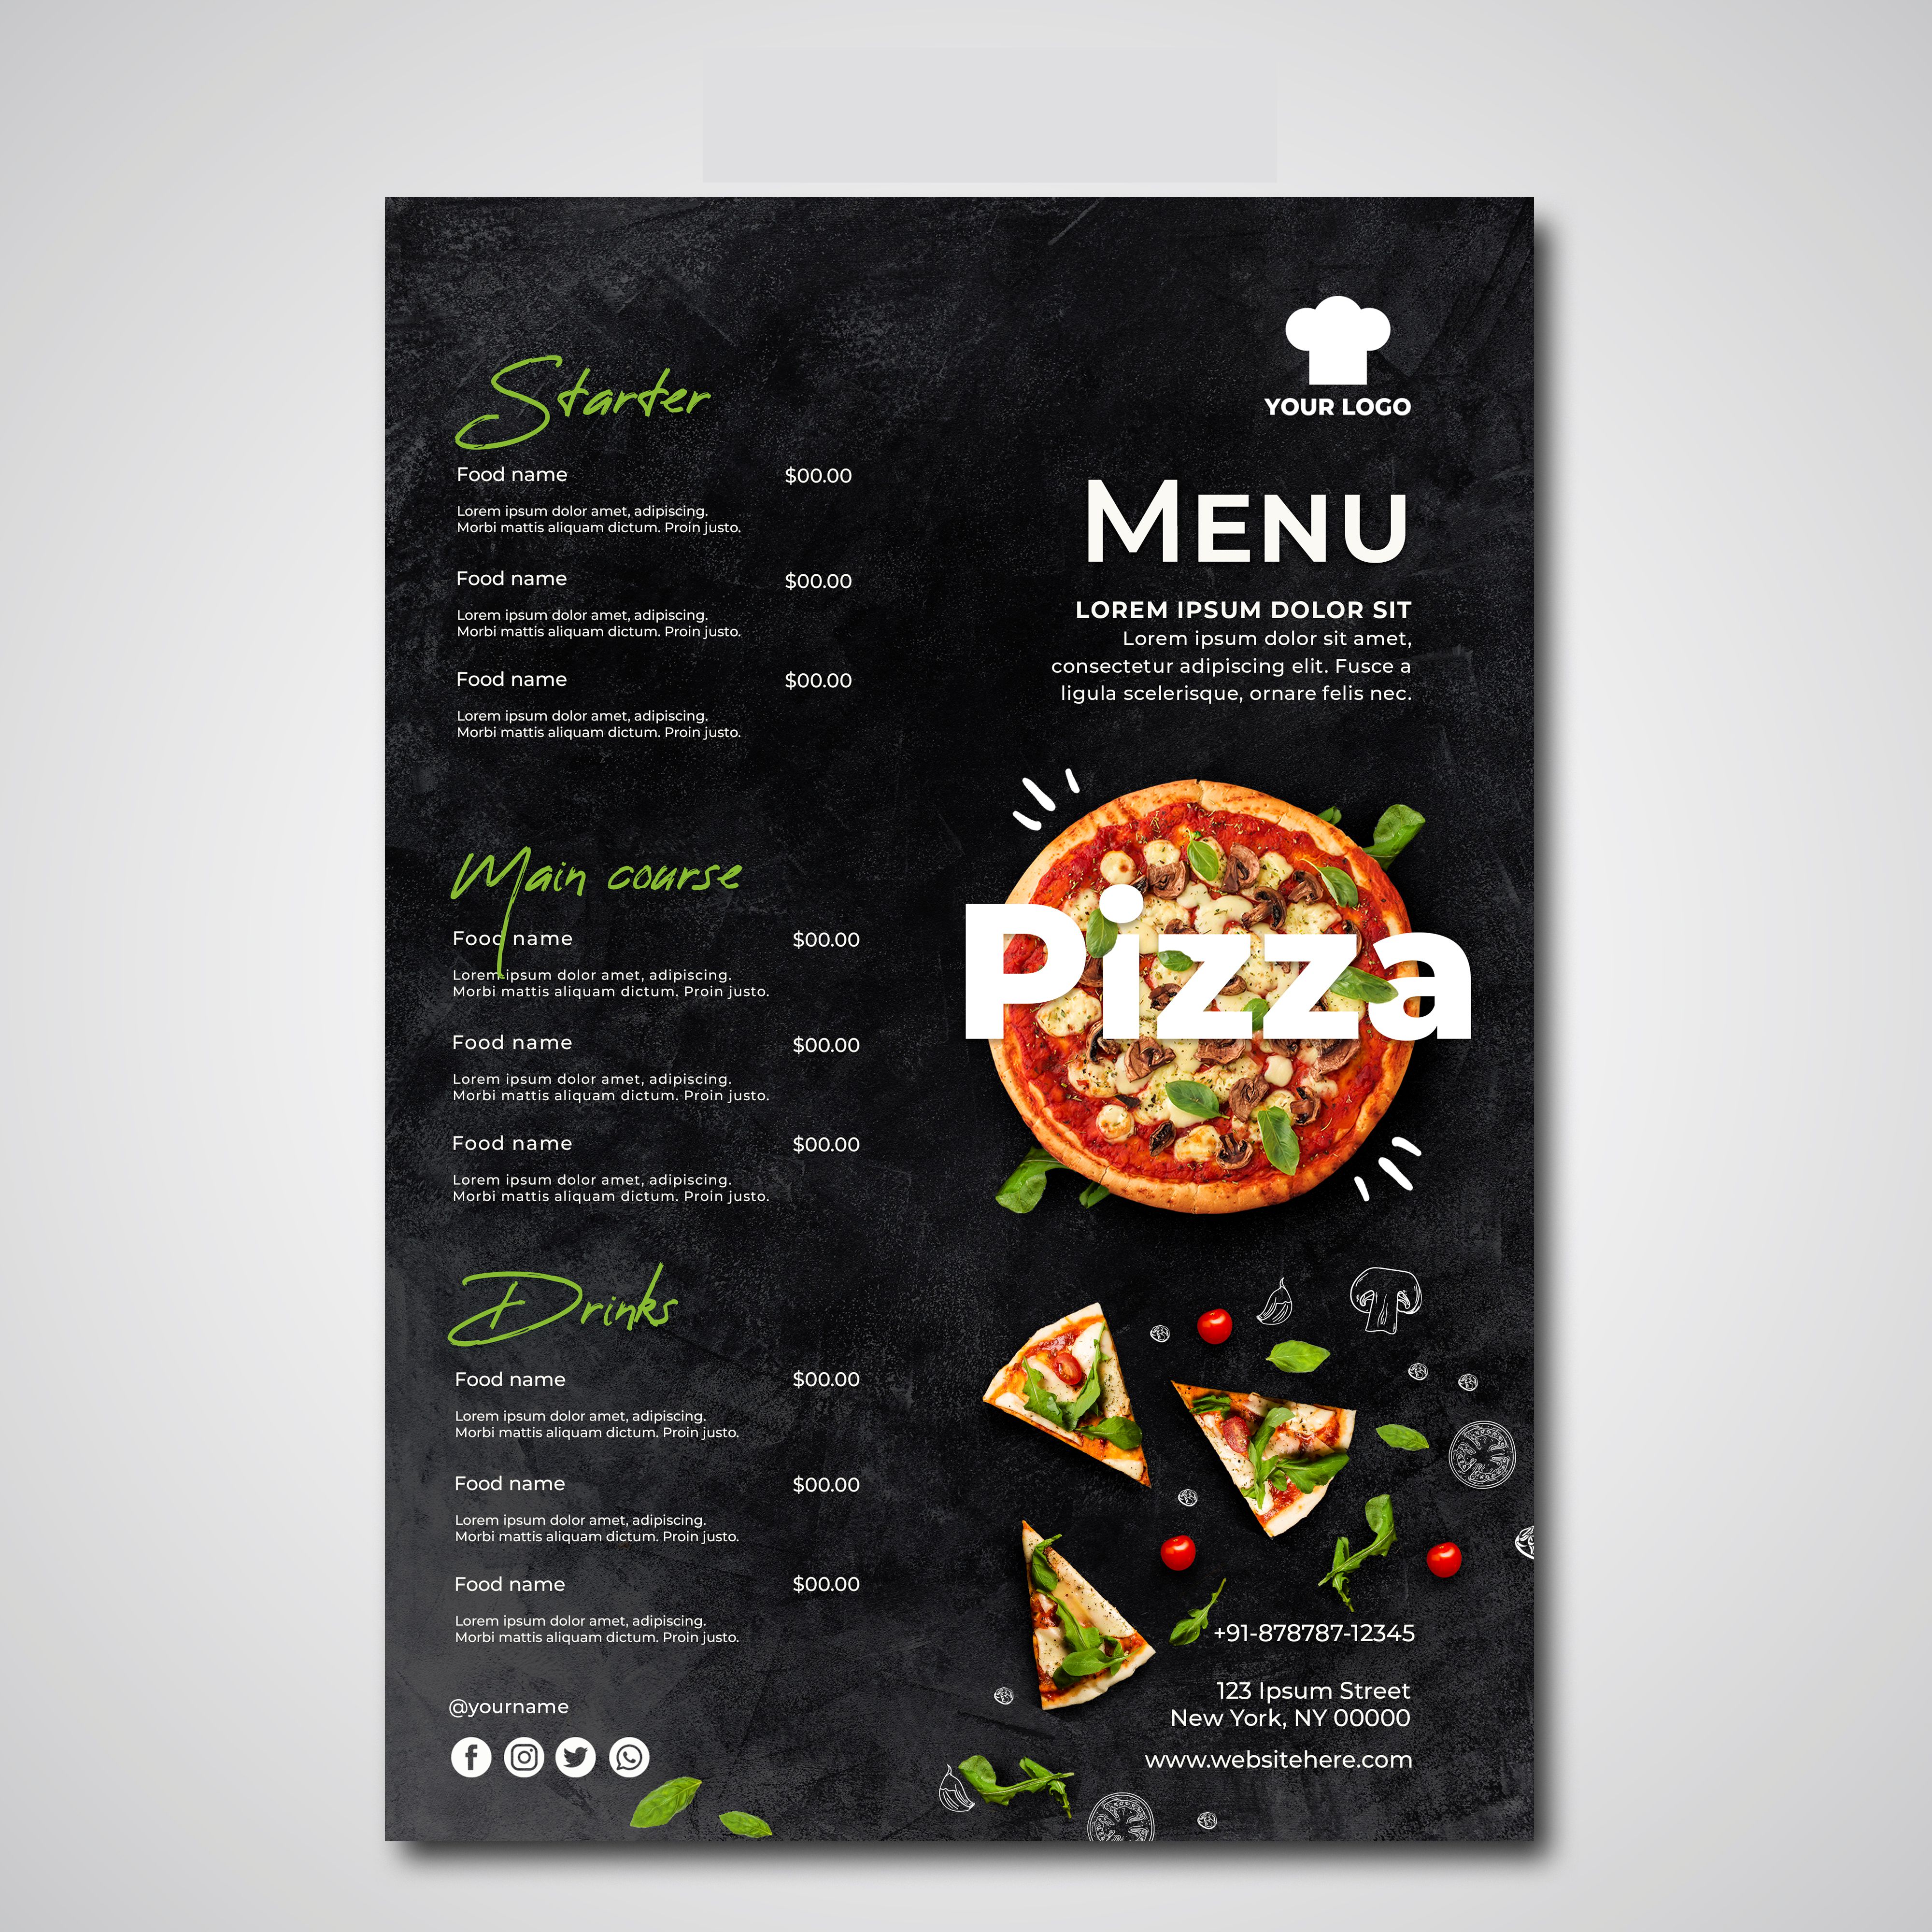 Starter
Food name $00.00
Lorem ipsum dolor amet, adipiscing.
Morbi mattis aliquam dictum. Proin justo.
Food name $00.00
Lorem ipsum dolor amet, adipiscing.
Morbi mattis aliquam dictum. Proin justo.
Food name $00.00
Lorem ipsum dolor amet, adipiscing.
Morbi mattis aliquam dictum. Proin justo.
Main course
Food name $00.00
Lorem ipsum dolor amet, adipiscing.
Morbi mattis aliquam dictum. Proin justo.
Food name $00.00
Lorem ipsum dolor amet, adipiscing.
Morbi mattis aliquam dictum. Proin justo.
Food name $00.00
Lorem ipsum dolor amet, adipiscing.
Morbi mattis aliquam dictum. Proin justo.
Drinks
Food name $00.00
Lorem ipsum dolor amet, adipiscing.
Morbi mattis aliquam dictum. Proin justo.
Food name $00.00
Lorem ipsum dolor amet, adipiscing.
Morbi mattis aliquam dictum. Proin justo.
Food name $00.00
Lorem ipsum dolor amet, adipiscing.
Morbi mattis aliquam dictum. Proin justo.
@yourname
YOUR LOGO
MENU
LOREM IPSUM DOLOR SIT
Lorem ipsum dolor sit amet,
consectetur adipiscing elit. Fusce a
ligula scelerisque, ornare felis nec.
Pizza
+91-878787-12345
123 Ipsum Street
New York, NY 00000
www.websitehere.com